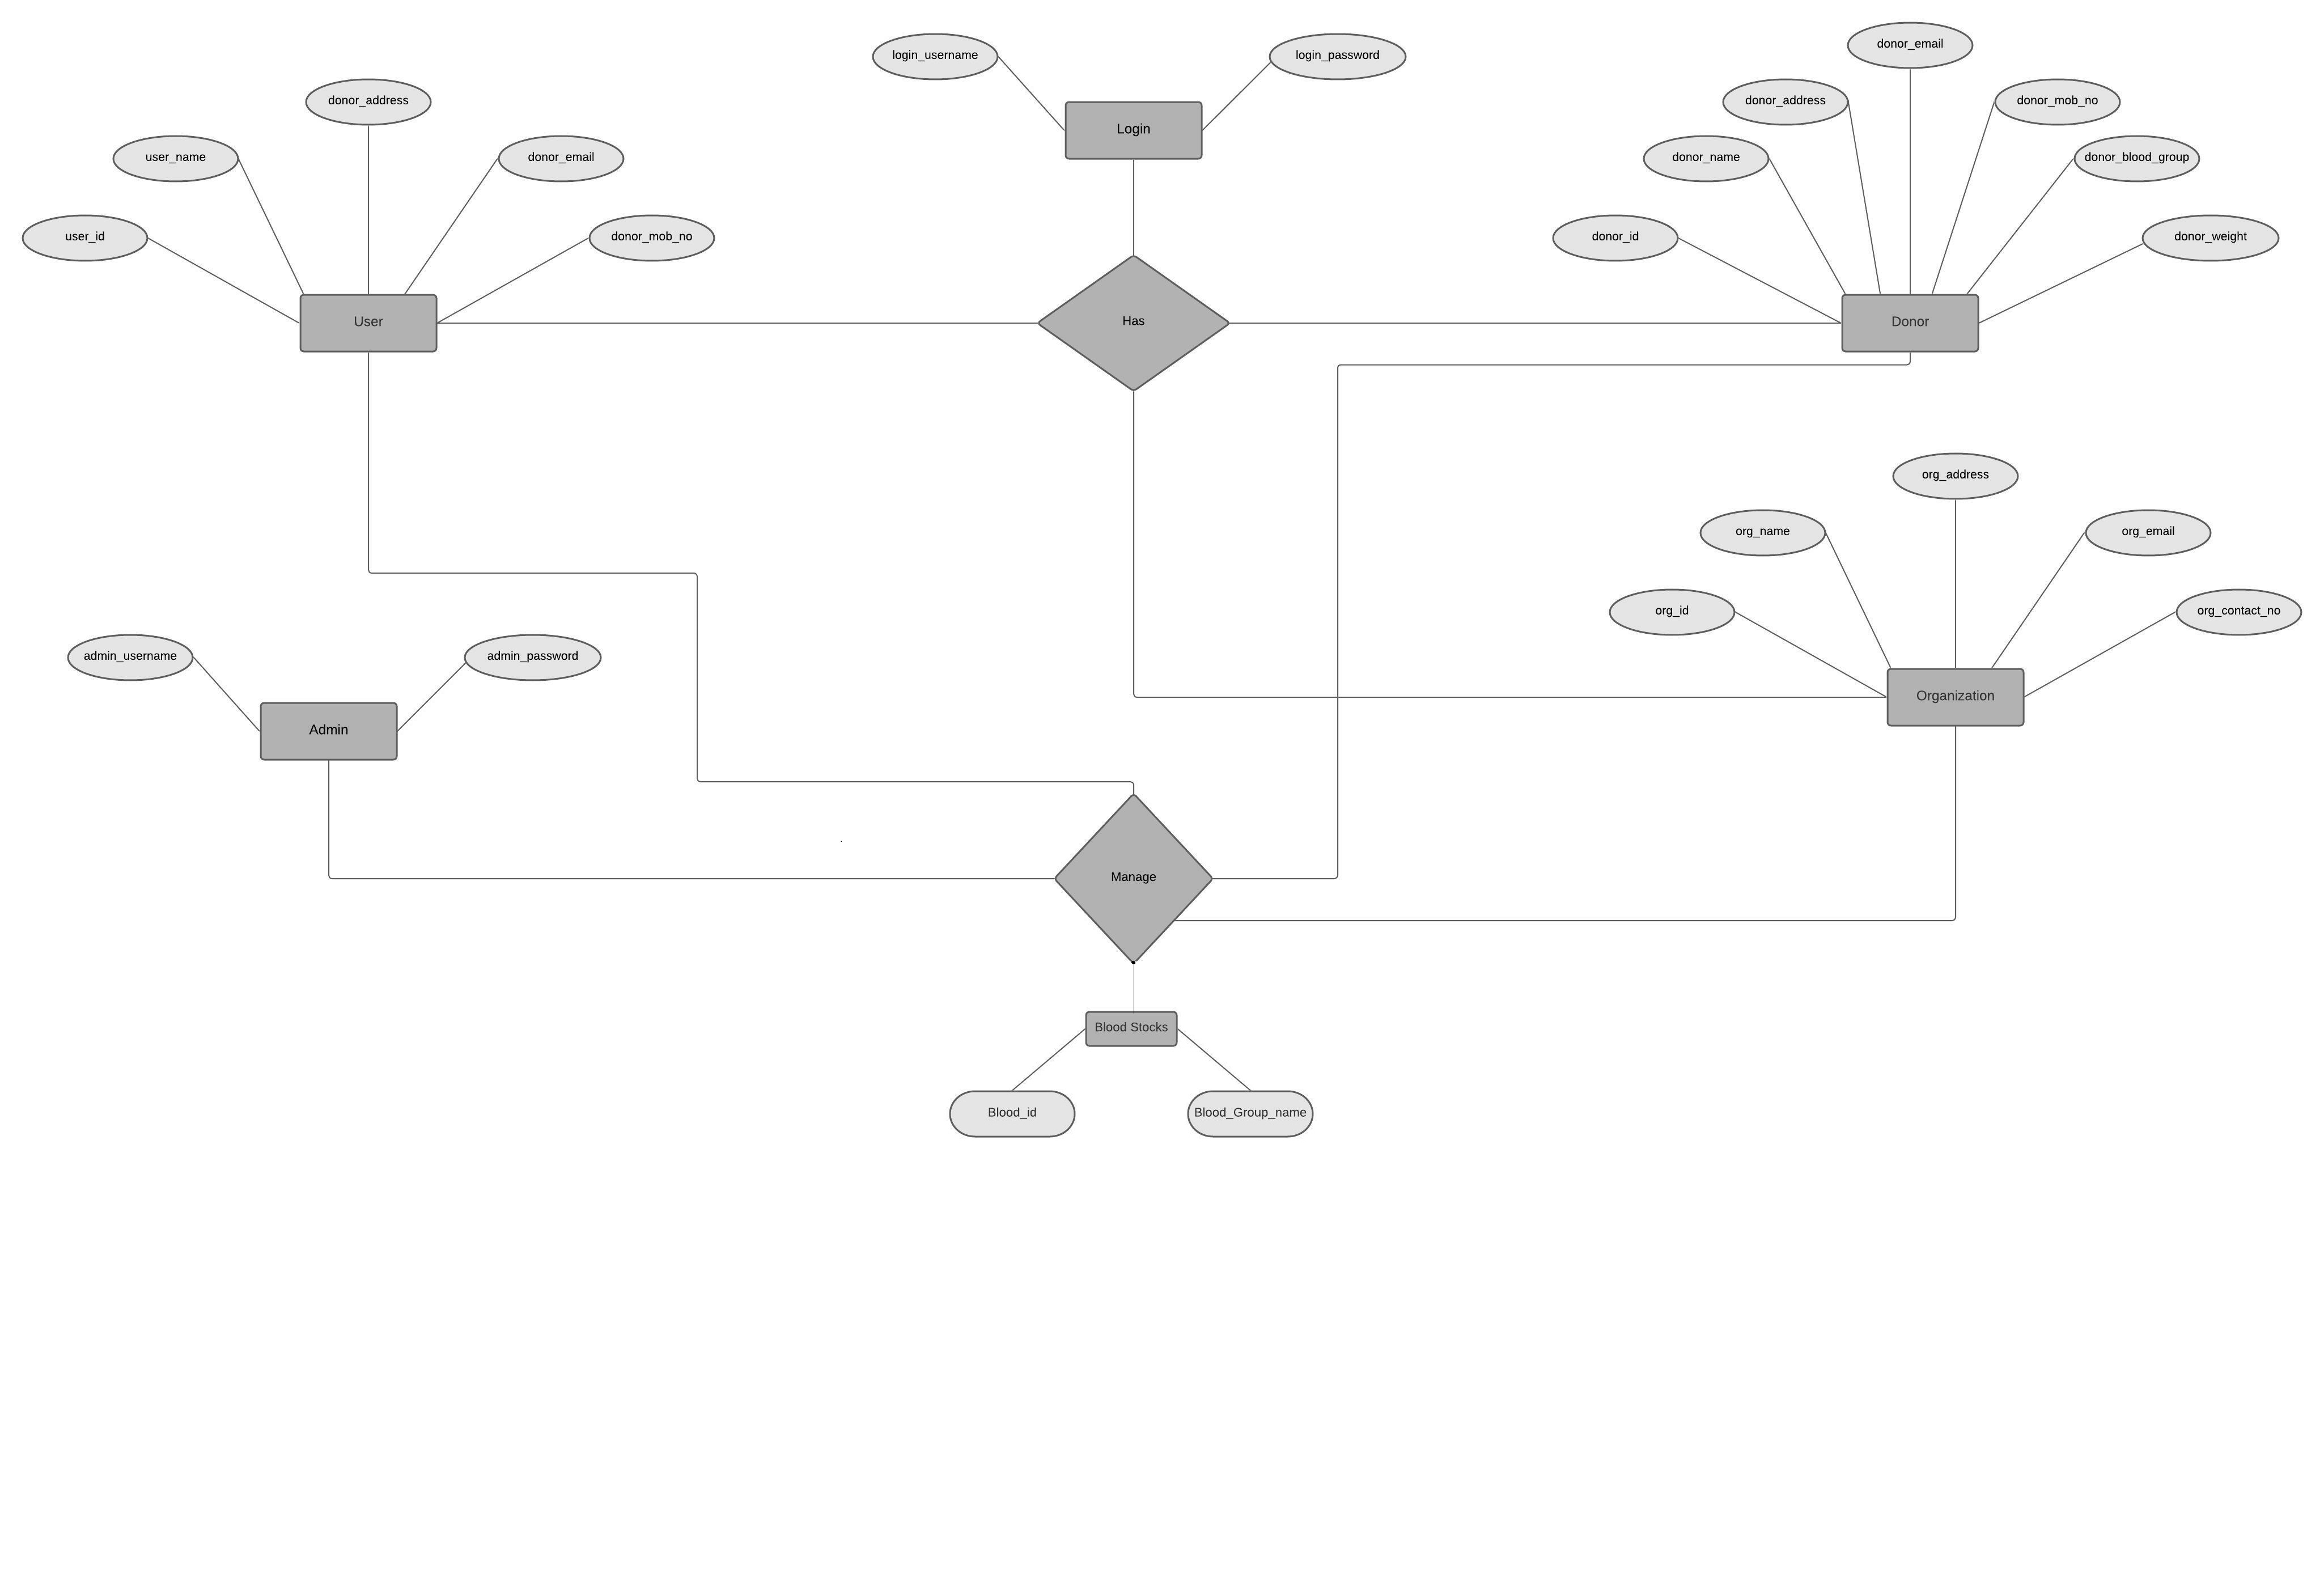 donor_email
login_username
login_password
donor_address
donor_address
donor_mob_no
user_name
donor_email
Login
donor_name
donor_blood_group
user_id
donor_mob_no
donor_id
donor_weight
User
Has
Donor
org_address
org_name
org_email
org_id
org_contact_no
admin_username
admin_password
Organization
Admin
Manage
Blood Stocks
Blood_id
Blood_Group_name